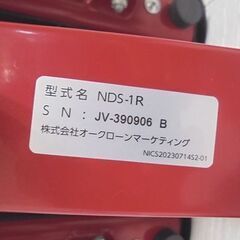 型式名 NDS-1R
SN: JV-390906 B
株式会社オークローンマーケティング
NICS20230714S2-01